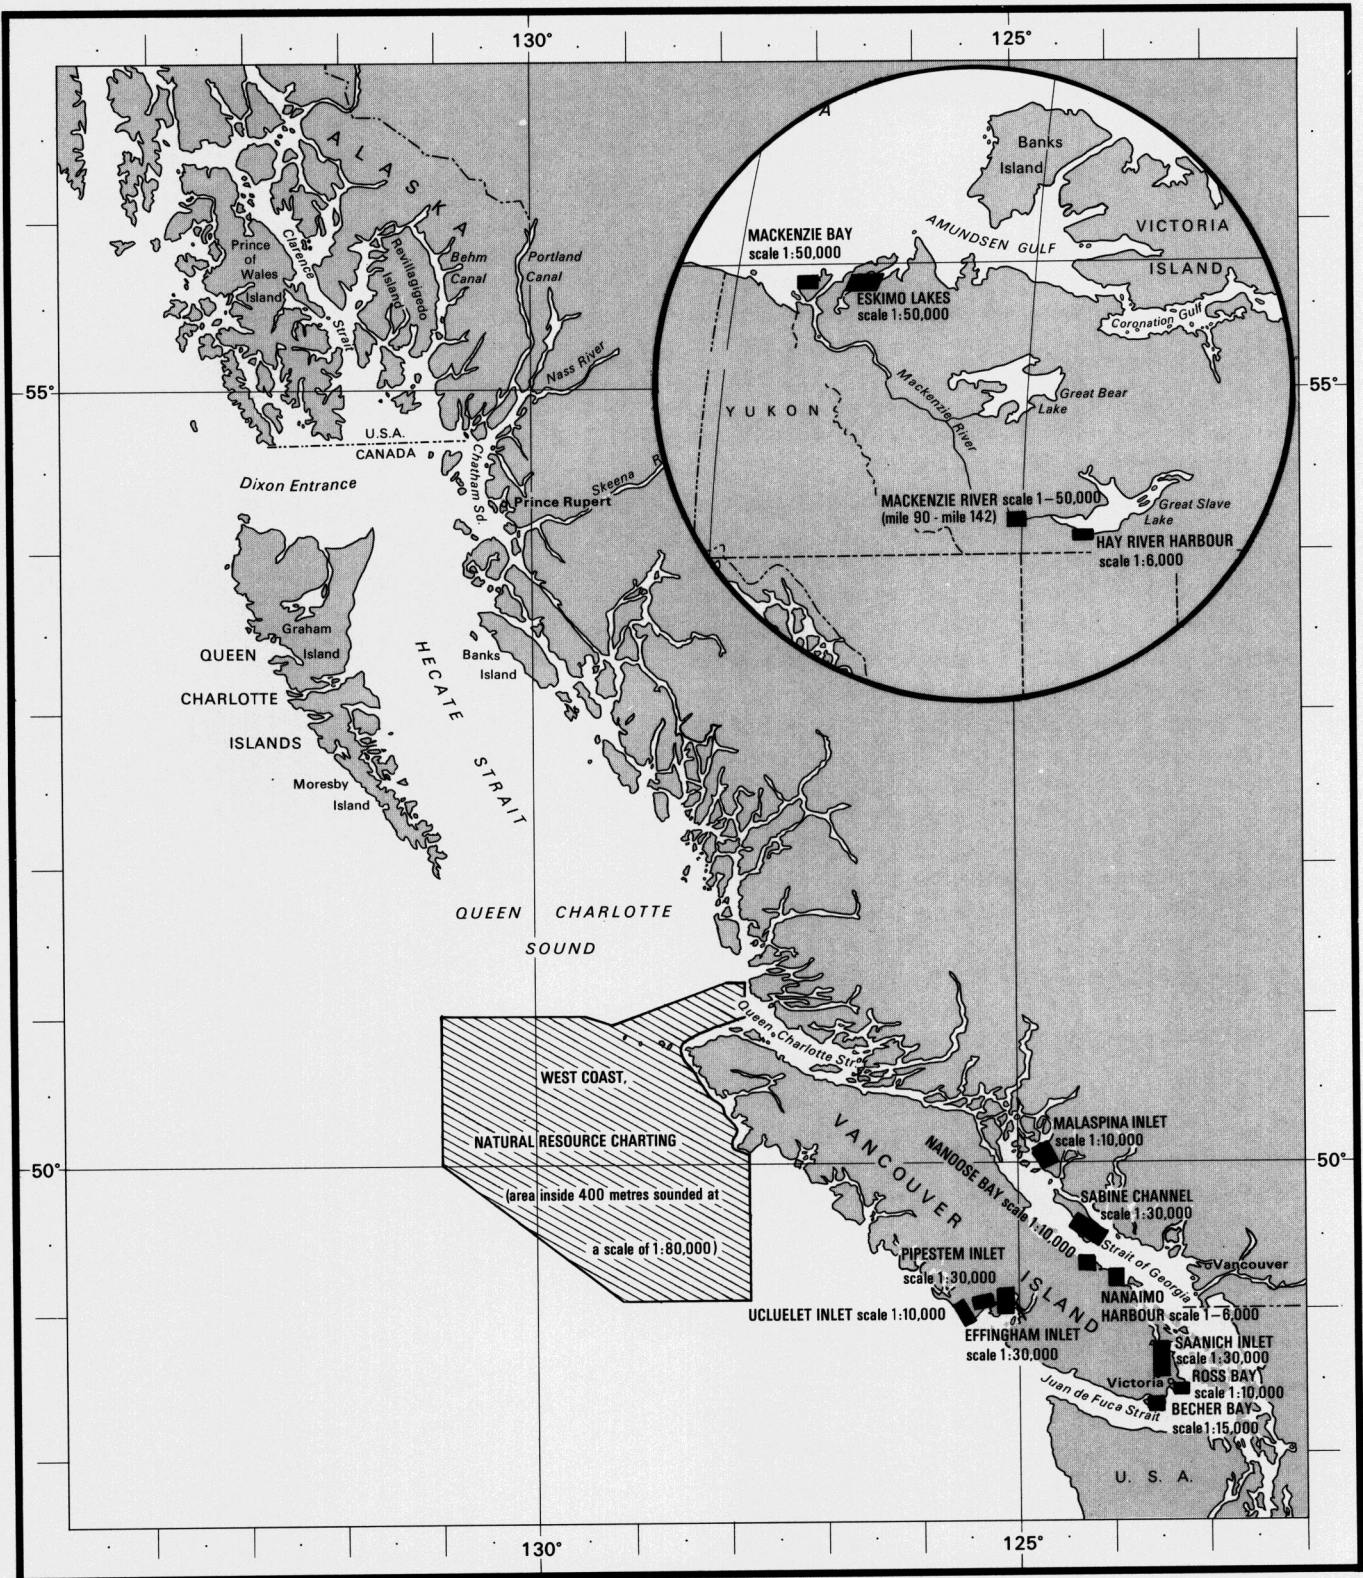 130°
125°
A
ALASKA
Prince
of
Wales
Island
Clarence
Strait
Revillagigedo
Island
Behm
Canal
Portland
Canal
Nass River
55°
55°
U.S.A.
CANADA
Chatham Sd.
Dixon Entrance
Skeena R
Prince Rupert
Graham
Island
QUEEN
CHARLOTTE
ISLANDS
Moresby
Island
HECATE STRAIT
Banks
Island
QUEEN CHARLOTTE
SOUND
Banks
Island
VICTORIA
ISLAND
AMUNDSEN GULF
MACKENZIE BAY
scale 1:50,000
ESKIMO LAKES
scale 1:50,000
Coronation Gulf
Mackenzie River
Great Bear
Lake
YUKON
MACKENZIE RIVER scale 1–50,000
(mile 90 - mile 142)
Great Slave
Lake
HAY RIVER HARBOUR
scale 1:6,000
Queen Charlotte Str.
WEST COAST,
NATURAL RESOURCE CHARTING
(area inside 400 metres sounded at
a scale of 1:80,000)
50°
50°
VANCOUVER
ISLAND
MALASPINA INLET
scale 1:10,000
NANOOSE BAY scale 1:10,000
SABINE CHANNEL
scale 1:30,000
Strait of Georgia
Vancouver
PIPESTEM INLET
scale 1:30,000
UCLUELET INLET scale 1:10,000
EFFINGHAM INLET
scale 1:30,000
NANAIMO
HARBOUR scale 1–6,000
SAANICH INLET
scale 1:30,000
Victoria
ROSS BAY
scale 1:10,000
BECHER BAY
scale 1:15,000
Juan de Fuca Strait
U. S. A.
130°
125°